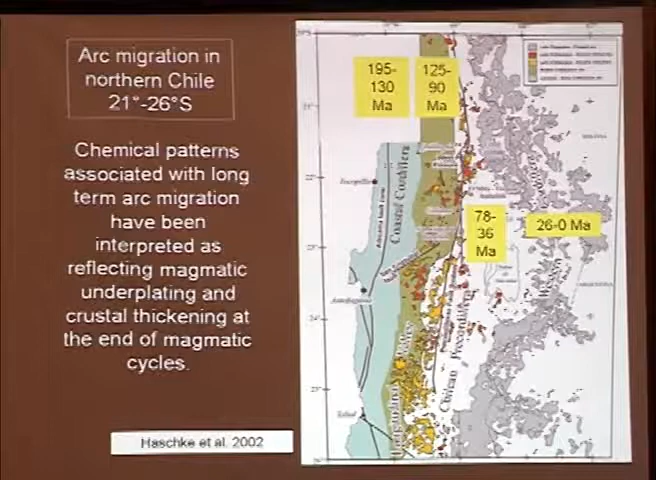 Arc migration in
northern Chile
21°-26°S
Chemical patterns
associated with long
term arc migration
have been
interpreted as
reflecting magmatic
underplating and
crustal thickening at
the end of magmatic
cycles.
Haschke et al. 2002
195-
130
Ma
125-
90
Ma
78-
36
Ma
26-0 Ma
Coastal Cordillera
Chilean Precordillera